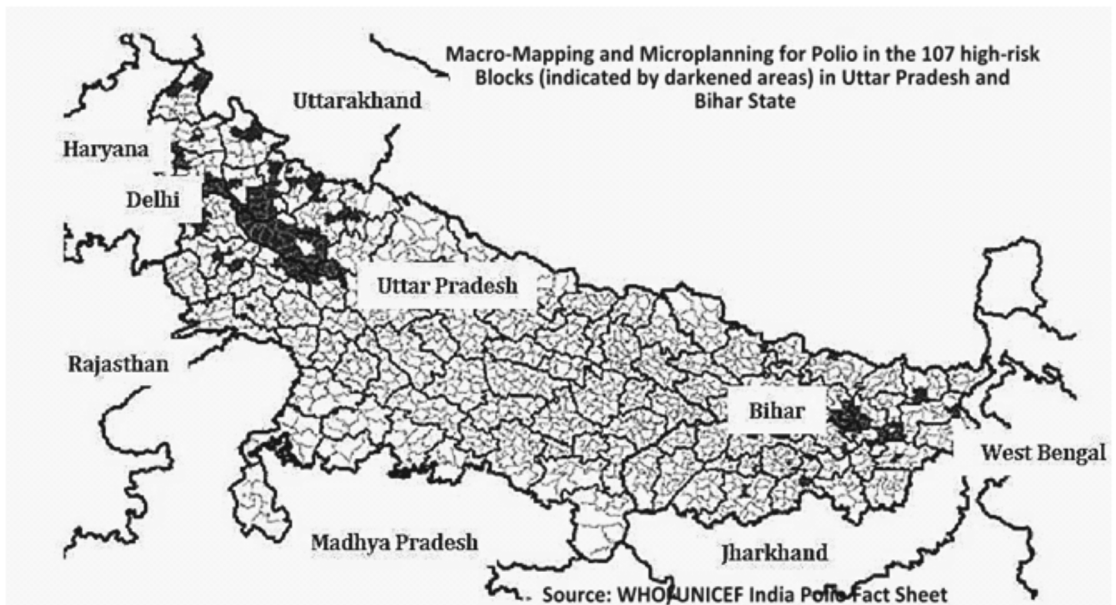 Macro-Mapping and Microplanning for Polio in the 107 high-risk
Blocks (indicated by darkened areas) in Uttar Pradesh and
Bihar State
Uttarakhand
Haryana
Delhi
Uttar Pradesh
Rajasthan
Bihar
West Bengal
Madhya Pradesh
Jharkhand
Source: WHO/UNICEF India Polio Fact Sheet